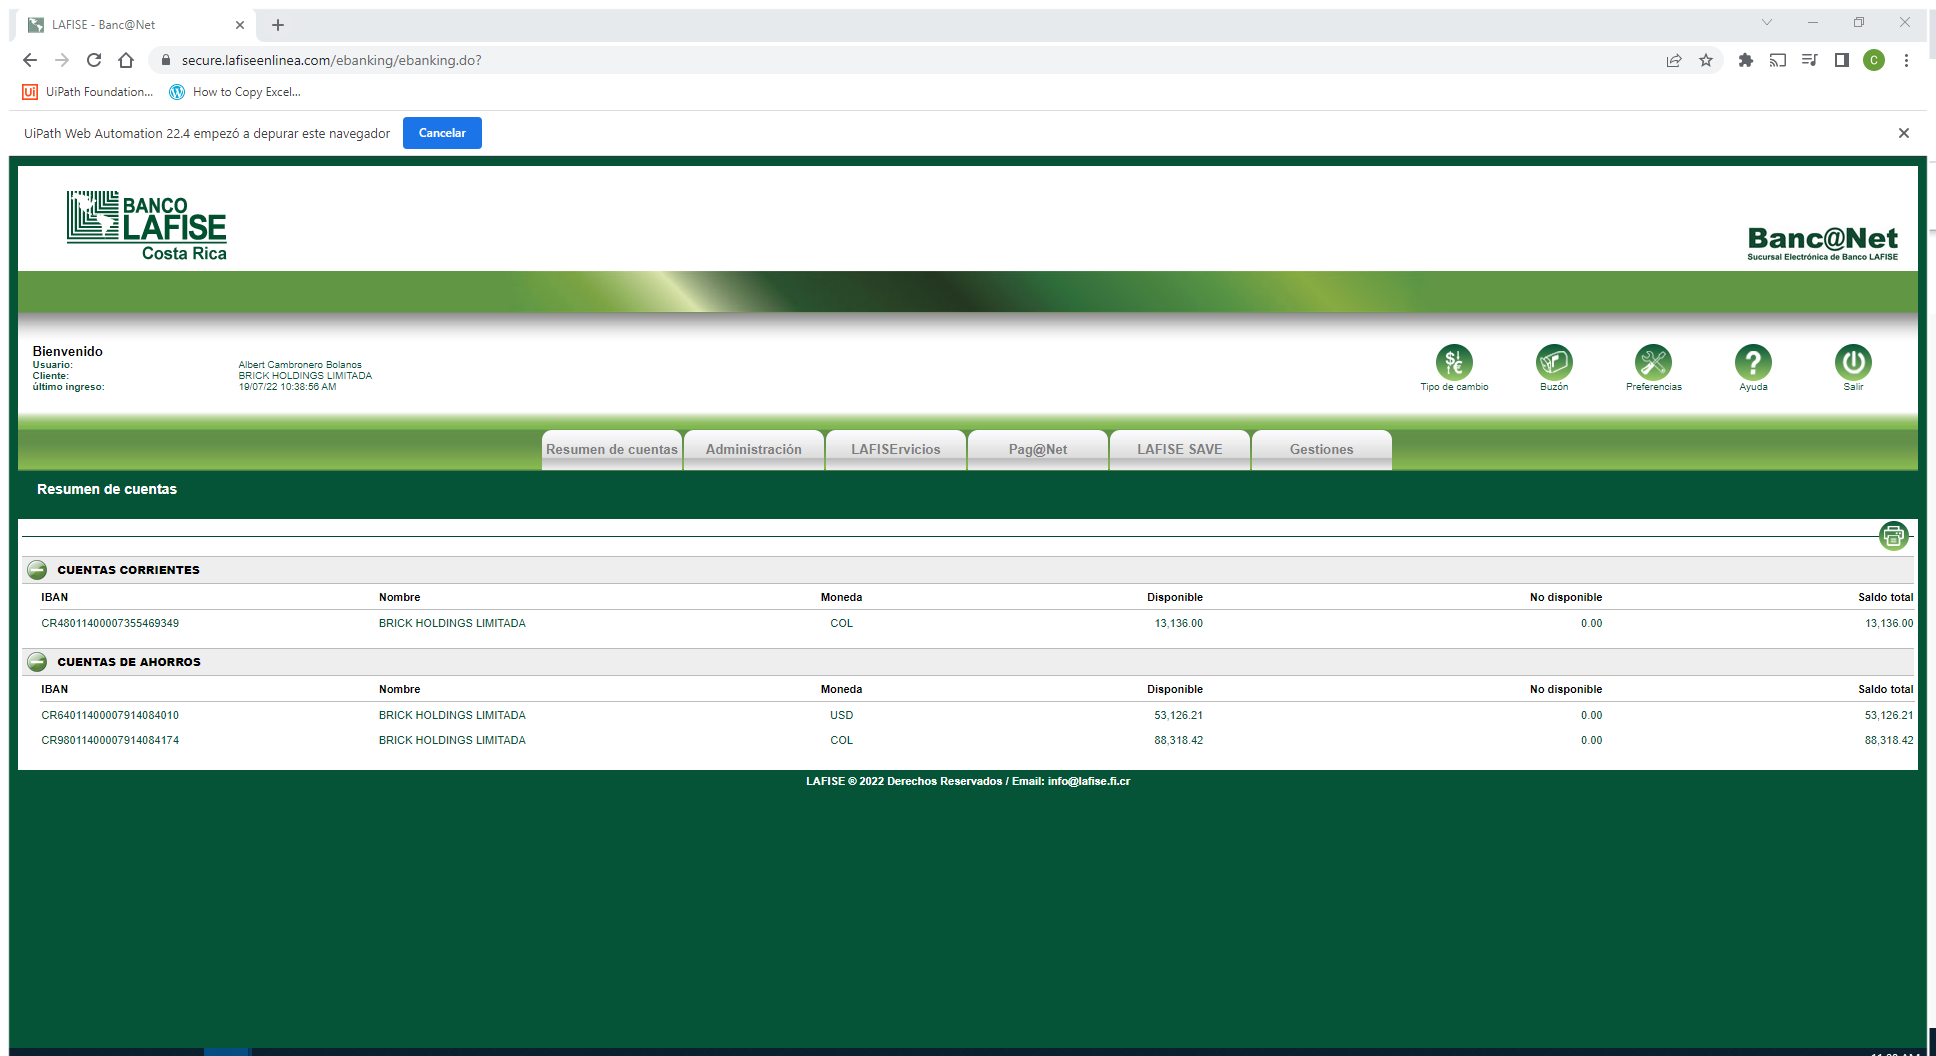 LAFISE - Banc@Net
secure.lafiseenlinea.com/ebanking/ebanking.do?
C
Ui UiPath Foundation... How to Copy Excel...
UiPath Web Automation 22.4 empezó a depurar este navegador Cancelar
BANCO
LAFISE
Costa Rica
Banc@Net
Sucursal Electrónica de Banco LAFISE
Bienvenido
Usuario: Albert Cambronero Bolanos
Cliente: BRICK HOLDINGS LIMITADA
último ingreso: 19/07/22 10:38:56 AM
Tipo de cambio Buzón Preferencias Ayuda Salir
Resumen de cuentas Administración LAFISErvicios Pag@Net LAFISE SAVE Gestiones
Resumen de cuentas
CUENTAS CORRIENTES
IBAN Nombre Moneda Disponible No disponible Saldo total
CR48011400007355469349 BRICK HOLDINGS LIMITADA COL 13,136.00 0.00 13,136.00
CUENTAS DE AHORROS
IBAN Nombre Moneda Disponible No disponible Saldo total
CR64011400007914084010 BRICK HOLDINGS LIMITADA USD 53,126.21 0.00 53,126.21
CR98011400007914084174 BRICK HOLDINGS LIMITADA COL 88,318.42 0.00 88,318.42
LAFISE ® 2022 Derechos Reservados / Email: info@lafise.fi.cr